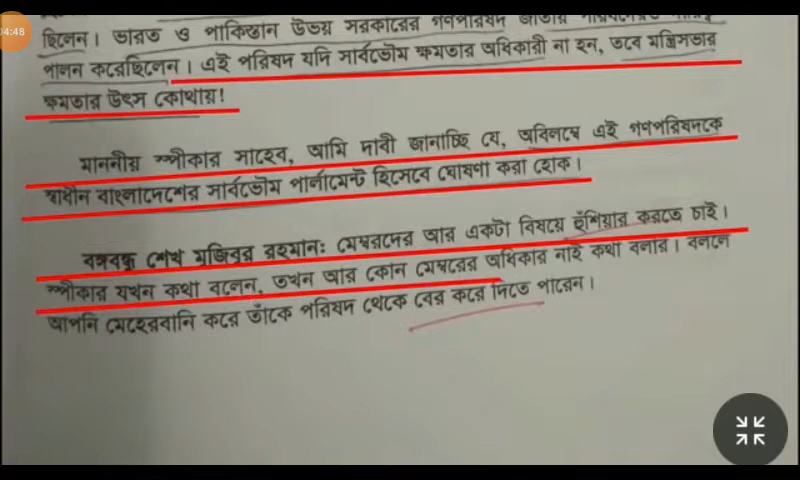 04:48
ভারত ও পাকিস্তান উভয় সরকারের গণপরিষদ জাতীয়
ছিলেন।
পালন করেছিলেন। এই পরিষদ যদি সার্বভৌম ক্ষমতার অধিকারী না হন, তবে মন্ত্রিসভার
ক্ষমতার উৎস কোথায়!
মাননীয় স্পীকার সাহেব, আমি দাবী জানাচ্ছি যে, অবিলম্বে এই গণপরিষদকে
স্বাধীন বাংলাদেশের সার্বভৌম পার্লামেন্ট হিসেবে ঘোষণা করা হোক।
বঙ্গবন্ধু শেখ মুজিবুর রহমান: মেম্বরদের আর একটা বিষয়ে হুঁশিয়ার করতে চাই।
স্পীকার যখন কথা বলেন, তখন আর কোন মেম্বরের অধিকার নাই কথা বলার। বললে
আপনি মেহেরবানি করে তাঁকে পরিষদ থেকে বের করে দিতে পারেন।